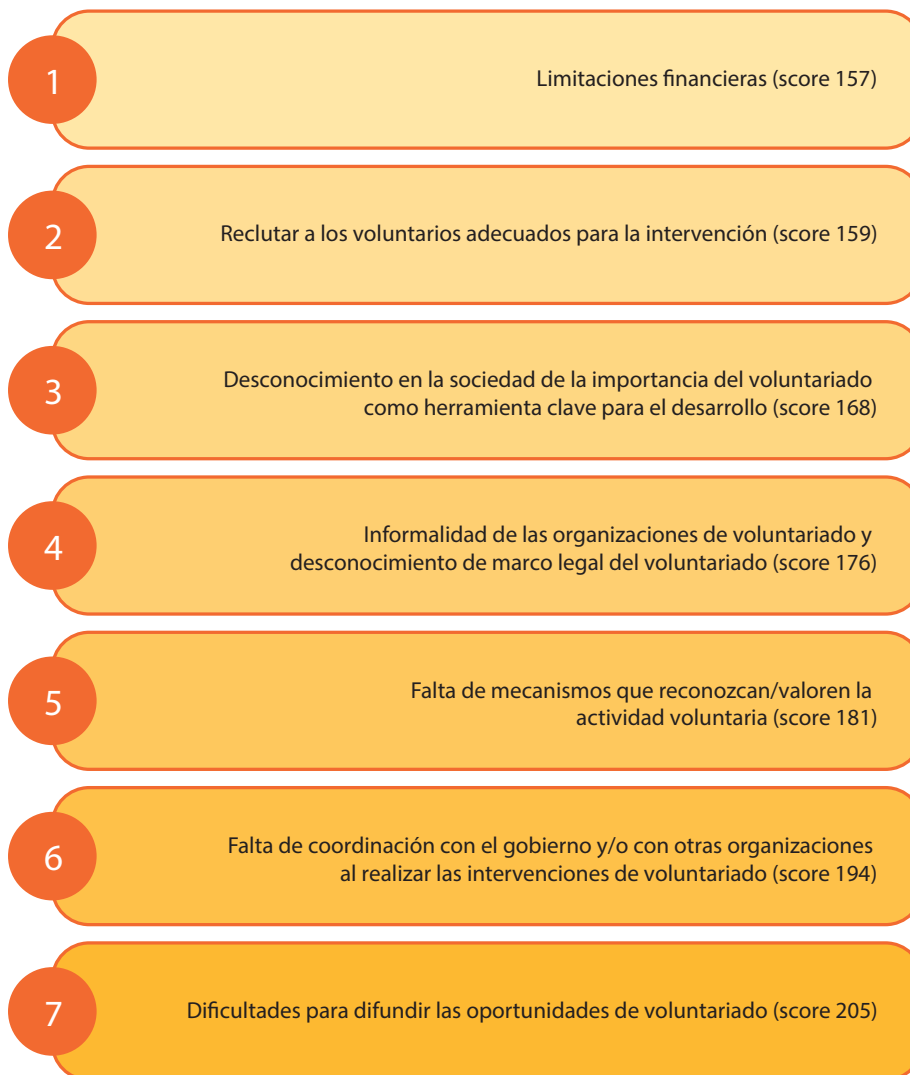 1
Limitaciones financieras (score 157)
2
Reclutar a los voluntarios adecuados para la intervención (score 159)
3
Desconocimiento en la sociedad de la importancia del voluntariado
como herramienta clave para el desarrollo (score 168)
4
Informalidad de las organizaciones de voluntariado y
desconocimiento de marco legal del voluntariado (score 176)
5
Falta de mecanismos que reconozcan/valoren la
actividad voluntaria (score 181)
6
Falta de coordinación con el gobierno y/o con otras organizaciones
al realizar las intervenciones de voluntariado (score 194)
7
Dificultades para difundir las oportunidades de voluntariado (score 205)